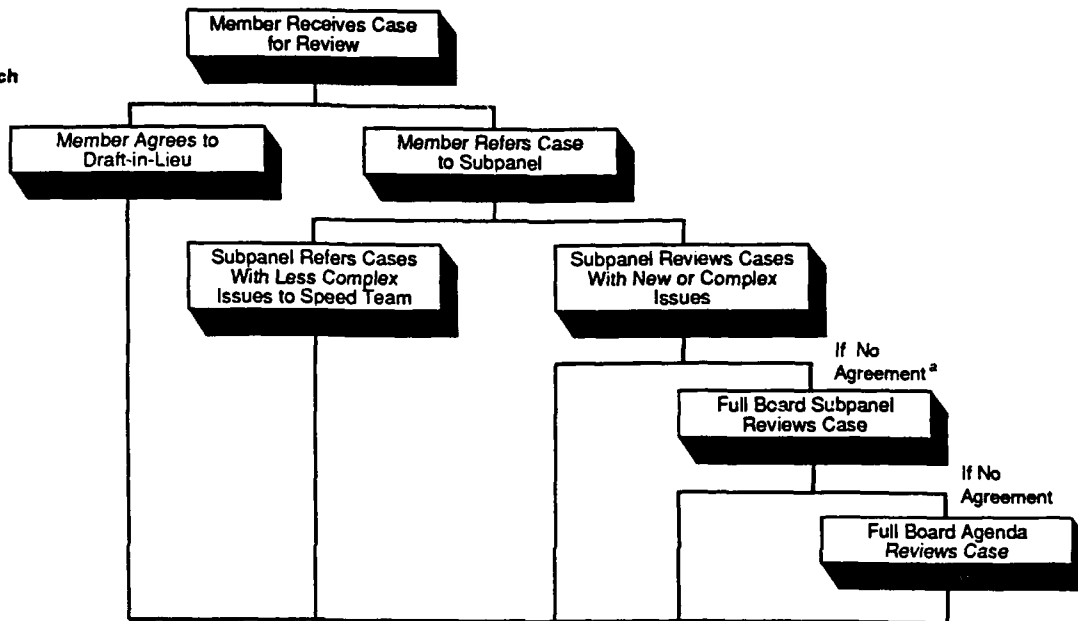 Member Receives Case
for Review
ch
Member Agrees to
Draft-in-Lieu
Member Refers Case
to Subpanel
Subpanel Refers Cases
With Less Complex
Issues to Speed Team
Subpanel Reviews Cases
With New or Complex
Issues
If No
Agreement a
Full Board Subpanel
Reviews Case
If No
Agreement
Full Board Agenda
Reviews Case